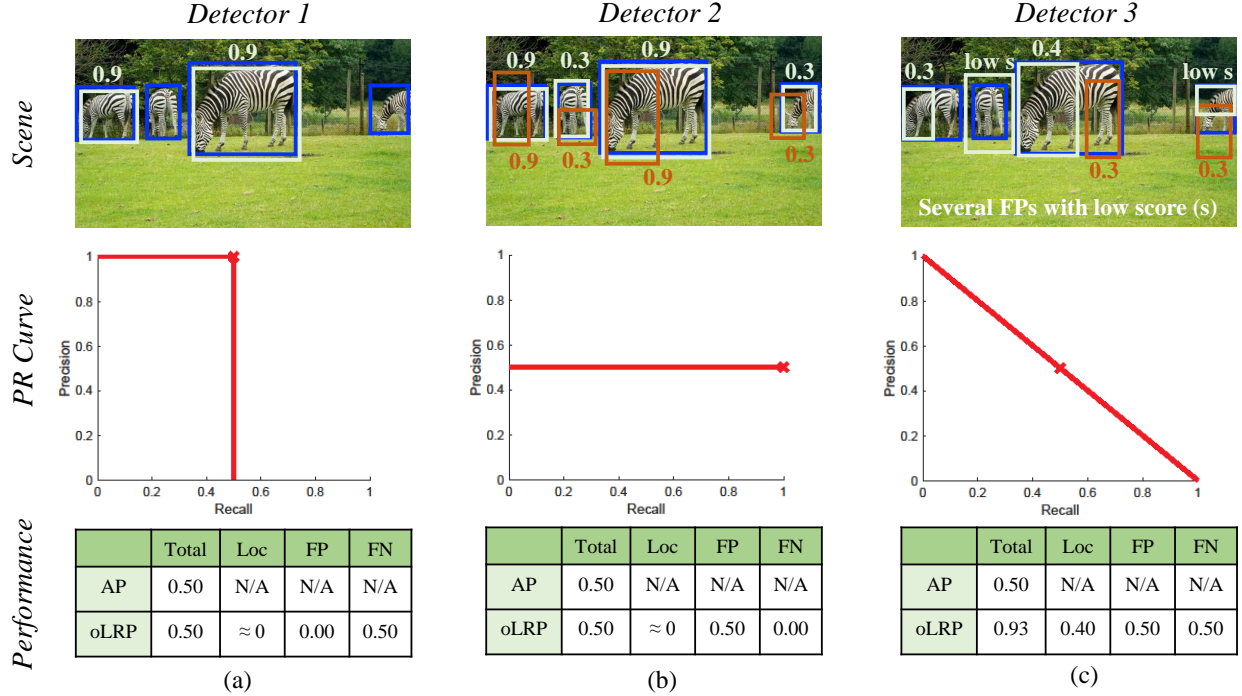 Detector 1
Detector 2
Detector 3
Scene
0.9
0.9
0.9
0.3
0.9
0.3
0.9
0.3
0.9
0.3
0.3
low s
0.4
low s
0.3
0.3
Several FPs with low score (s)
PR Curve
Precision
1
0.8
0.6
0.4
0.2
0
0 0.2 0.4 0.6 0.8 1
Recall
Precision
1
0.8
0.6
0.4
0.2
0
0 0.2 0.4 0.6 0.8 1
Recall
Precision
1
0.8
0.6
0.4
0.2
0
0 0.2 0.4 0.6 0.8 1
Recall
Performance
Total Loc FP FN
AP 0.50 N/A N/A N/A
oLRP 0.50 ≈ 0 0.00 0.50
(a)
Total Loc FP FN
AP 0.50 N/A N/A N/A
oLRP 0.50 ≈ 0 0.50 0.00
(b)
Total Loc FP FN
AP 0.50 N/A N/A N/A
oLRP 0.93 0.40 0.50 0.50
(c)